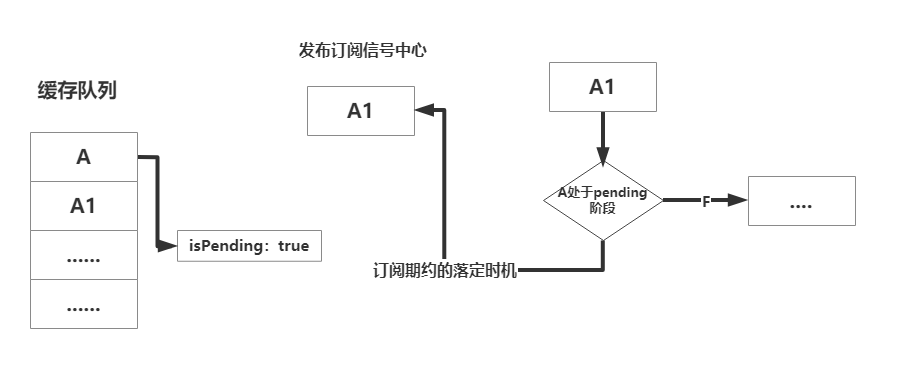 缓存队列
A
A1
......
......
isPending：true
发布订阅信号中心
A1
订阅期约的落定时机
A1
A处于pending
阶段
F
....